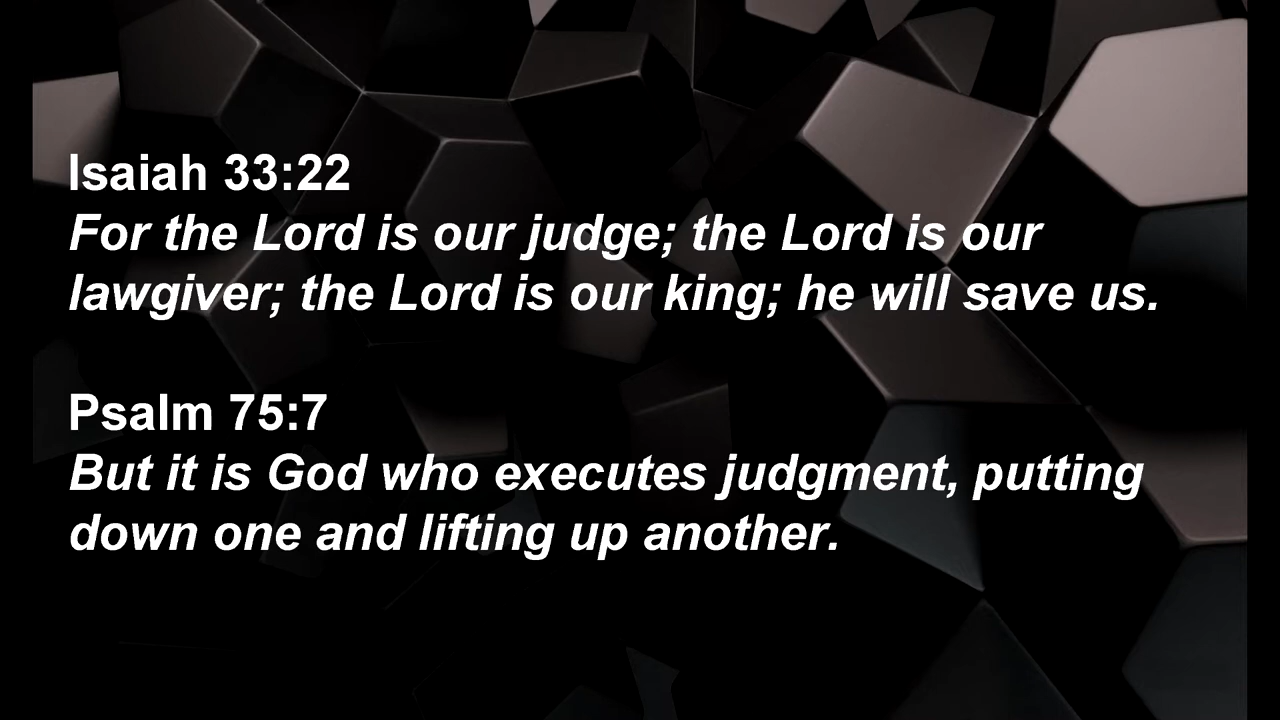 Isaiah 33:22
For the Lord is our judge; the Lord is our
lawgiver; the Lord is our king; he will save us.
Psalm 75:7
But it is God who executes judgment, putting
down one and lifting up another.